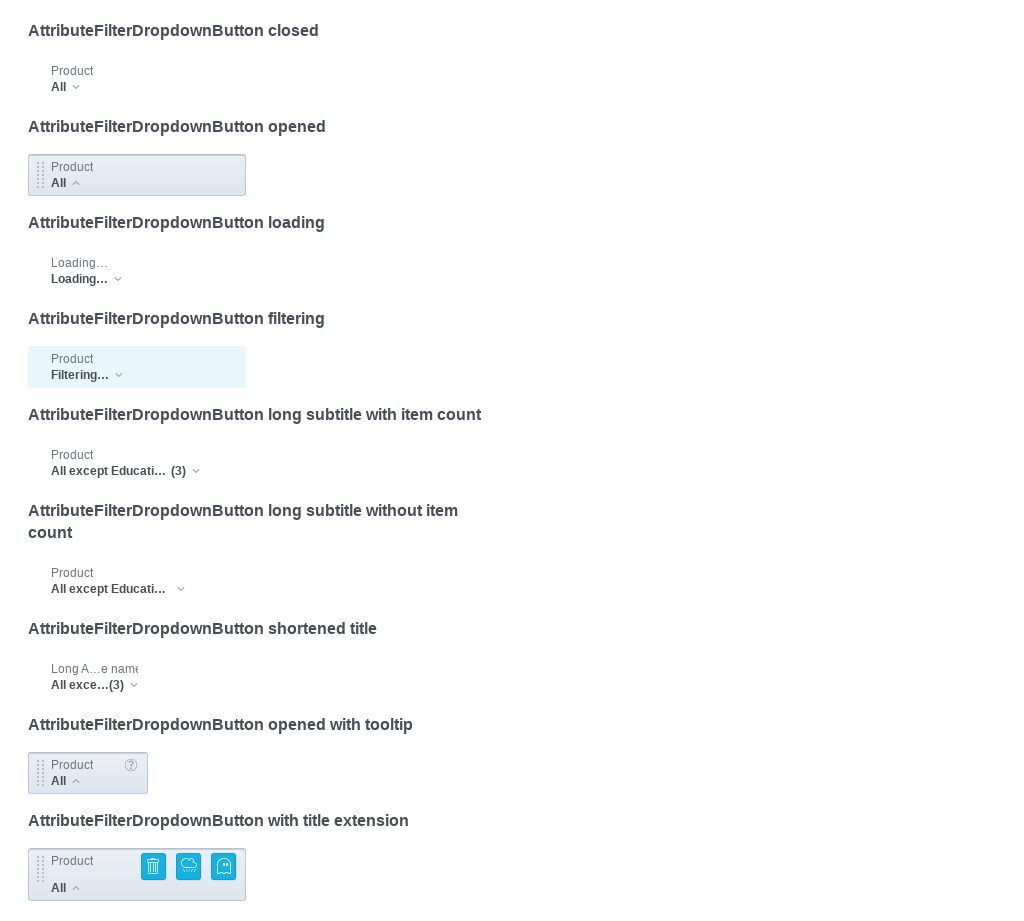 AttributeFilterDropdownButton closed
Product
All
AttributeFilterDropdownButton opened
Product
All
AttributeFilterDropdownButton loading
Loading…
Loading…
AttributeFilterDropdownButton filtering
Product
Filtering…
AttributeFilterDropdownButton long subtitle with item count
Product
All except Educati… (3)
AttributeFilterDropdownButton long subtitle without item
count
Product
All except Educati…
AttributeFilterDropdownButton shortened title
Long A…e name
All exce…(3)
AttributeFilterDropdownButton opened with tooltip
Product
All
AttributeFilterDropdownButton with title extension
Product
All